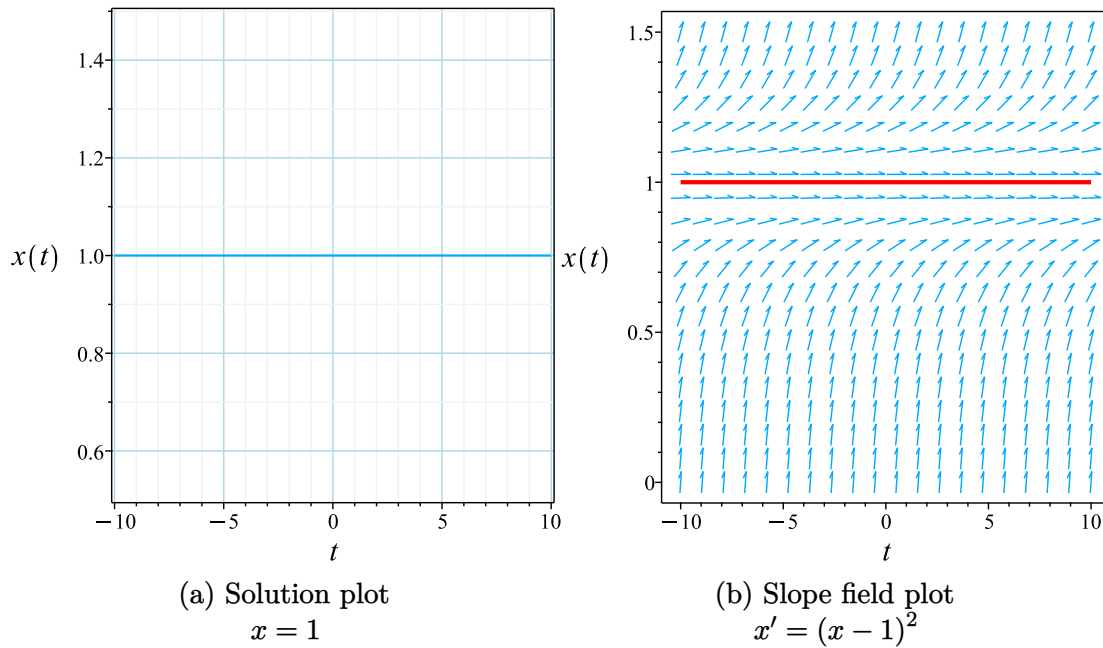 1.4
1.2
x(t) 1.0
0.8
0.6
−10 −5 0 5 10
t
(a) Solution plot
x = 1
1.5
1
x(t)
0.5
0
−10 −5 0 5 10
t
(b) Slope field plot
x′ = (x − 1)²